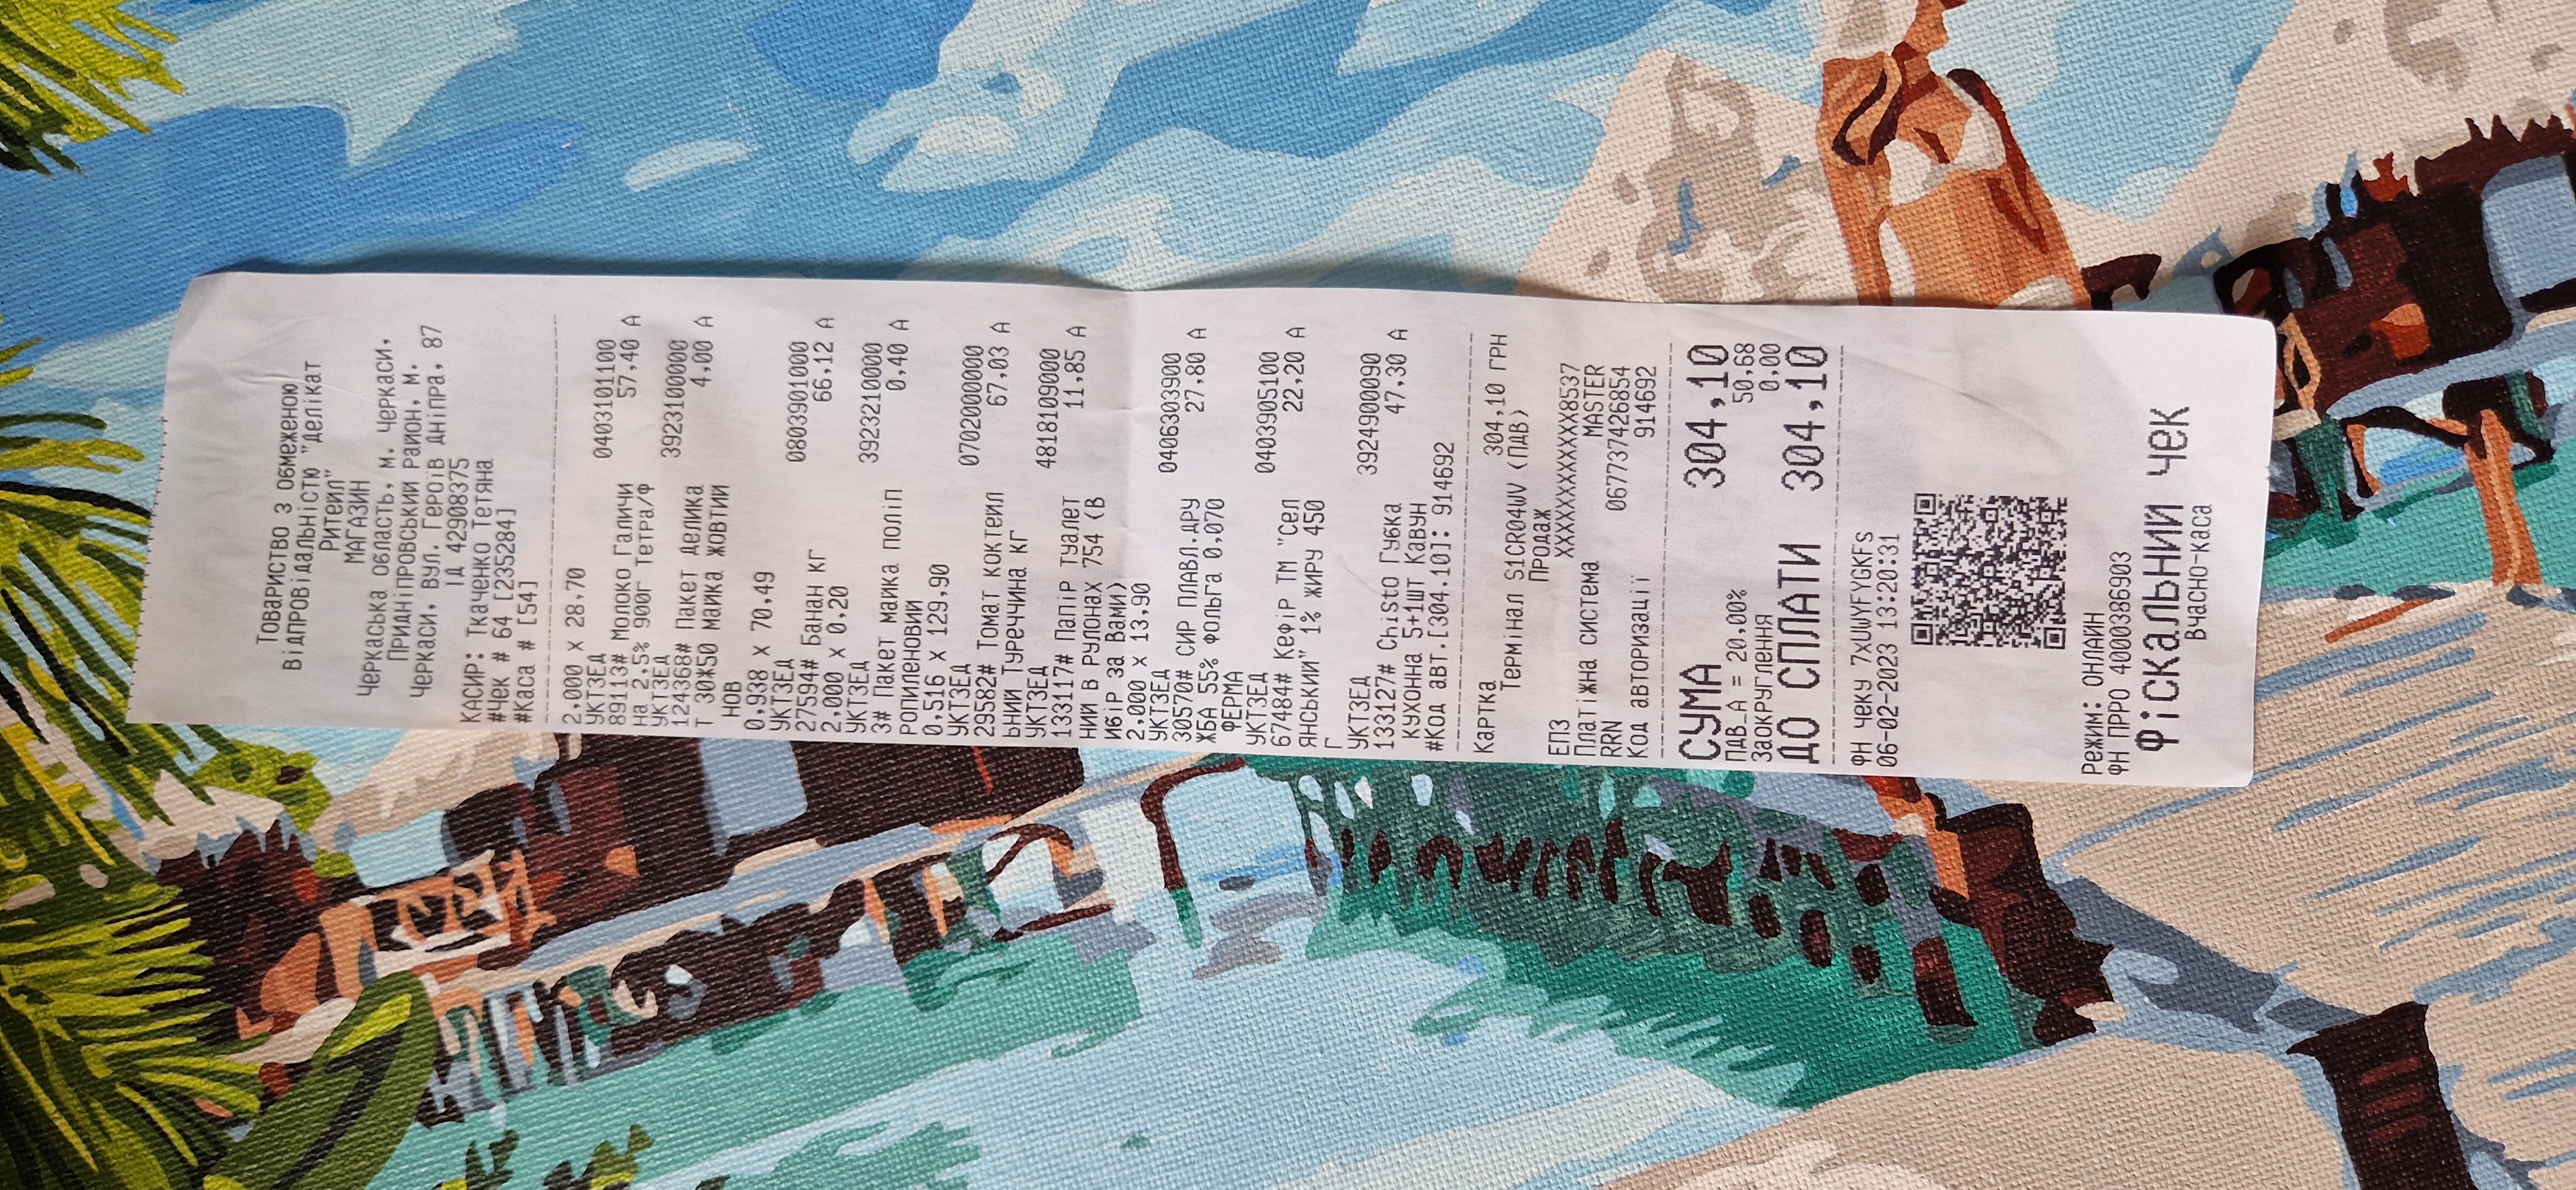 Товариство з обмеженою
відпровідальністю "Делікат
Ритейл"
МАГАЗИН
Черкаська область, м. Черкаси,
Придніпровський район, м.
Черкаси, вул. Героїв Дніпра, 87
ІД 42908375
КАСИР: Ткаченко Тетяна
#Чек # 64 [235284]
#Каса # [54]
2,000 x 28,70
УКТЗЕД 0403101100
89113# Молоко Галичи 57,40 А
на 2,5% 900г Тетра/Ф
УКТЗЕД 3923100000
124368# Пакет Делика 4,00 А
т 30*50 майка жовтий
нов
0,938 x 70,49
УКТЗЕД 0803901000
27594# Банан кг 66,12 А
2,000 x 0,20
УКТЗЕД 3923210000
3# Пакет майка поліп 0,40 А
ропиленовий
0,516 x 129,90
УКТЗЕД 0702000000
29582# Томат коктейл 67,03 А
ьний Туреччина кг
УКТЗЕД 4818109000
133117# Папір туалет 11,85 А
ний в рулонах 754 (В
ибір за Вами)
2,000 x 13,90
УКТЗЕД 0406303900
30570# СИР ПЛАВЛ.ДРУ 27,80 А
ЖБА 55% фольга 0,070
ФЕРМА
УКТЗЕД 0403905100
67484# Кефір ТМ "Сел 22,20 А
янський" 1% жиру 450
г
УКТЗЕД 3924900090
133127# Chisto Губка 47,30 А
кухонна 5+1шт Кавун
#Код авт.[304.10]: 914692
Картка 304,10 ГРН
Термінал S1CR04WV (ПДВ)
Продаж
ЕПЗ XXXXXXXXXXXXXXX8537
Платіжна система MASTER
RRN 067737426854
Код авторизації 914692
СУМА 304,10
ПДВ_А = 20,00% 50,68
Заокруглення 0,00
ДО СПЛАТИ 304,10
ФН чеку 7xUWYFYGKFs
06-02-2023 13:20:31
Режим: ОНЛАЙН
ФН ПРРО 4000386903
Фіскальний чек
Вчасно-каса